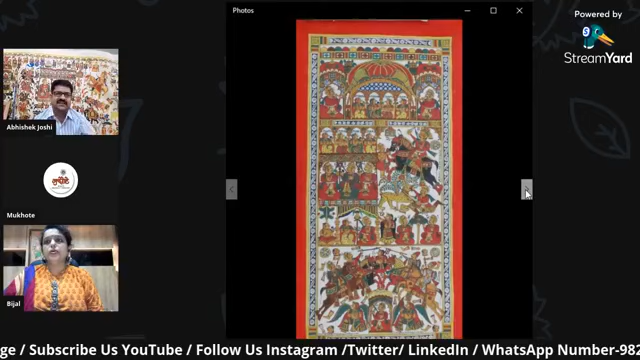 Photos
Powered by
StreamYard
Abhishek Joshi
मुखोटे
Mukhote
Bijal
ge / Subscribe Us YouTube / Follow Us Instagram /Twitter/ LinkedIn / WhatsApp Number-98